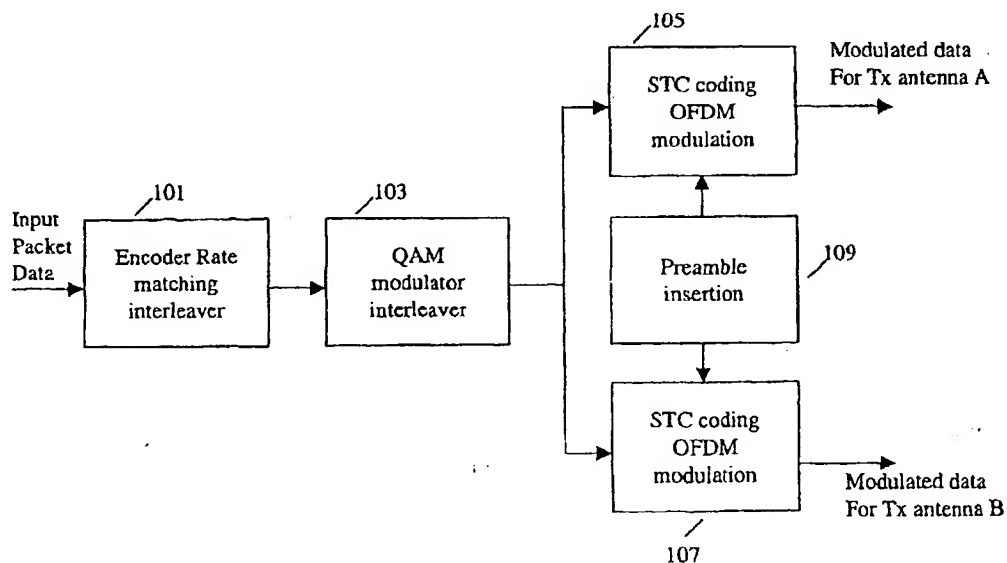 105
STC coding
OFDM
modulation
Modulated data
For Tx antenna A
101
Input
Packet
Data
Encoder Rate
matching
interleaver
103
QAM
modulator
interleaver
Preamble
insertion
109
STC coding
OFDM
modulation
Modulated data
For Tx antenna B
107